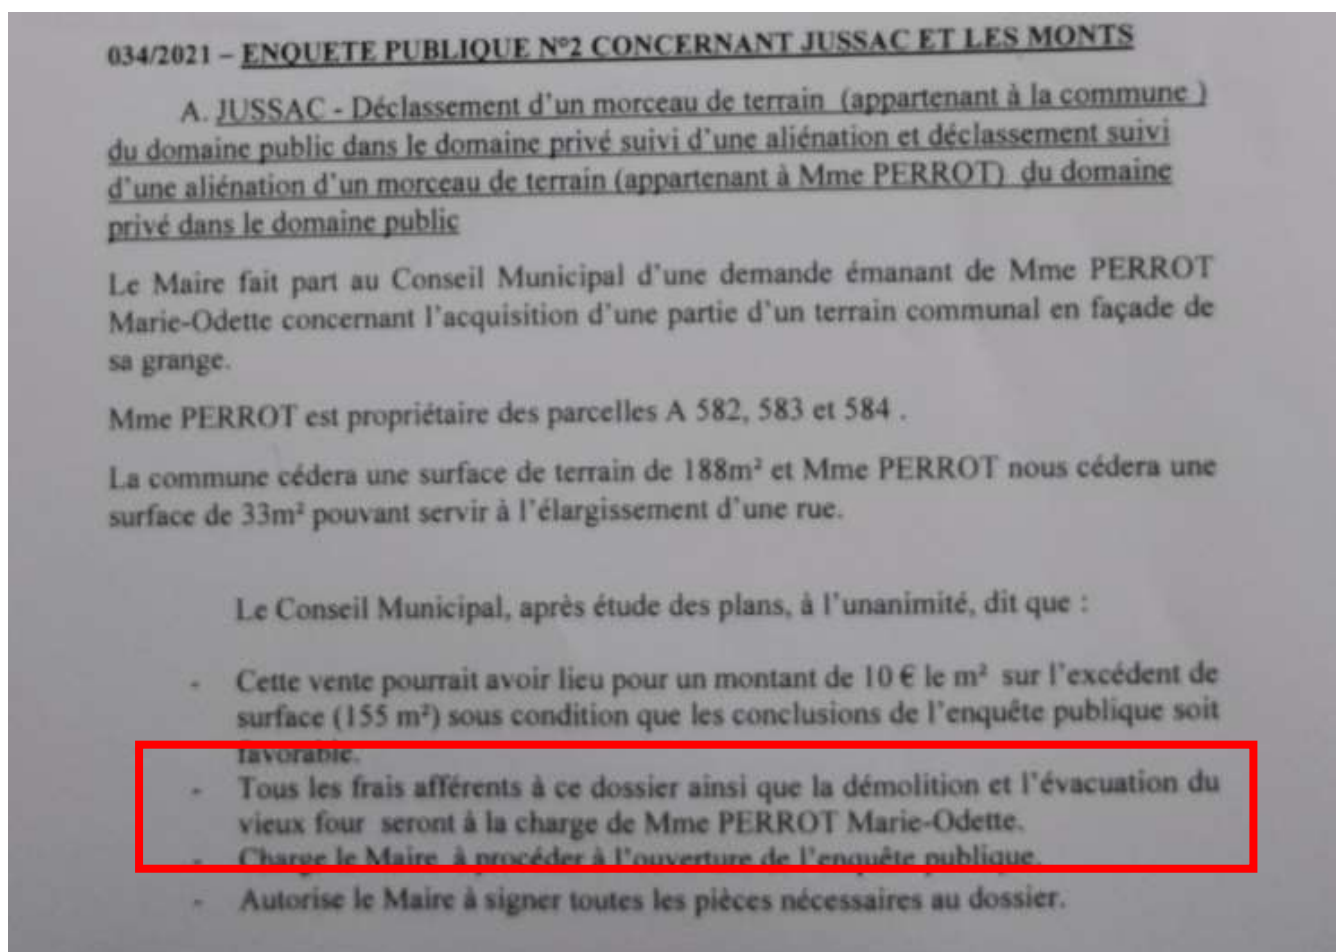 034/2021 – ENQUETE PUBLIQUE N°2 CONCERNANT JUSSAC ET LES MONTS
A. JUSSAC - Déclassement d'un morceau de terrain (appartenant à la commune )
du domaine public dans le domaine privé suivi d'une aliénation et déclassement suivi
d'une aliénation d'un morceau de terrain (appartenant à Mme PERROT) du domaine
privé dans le domaine public
Le Maire fait part au Conseil Municipal d'une demande émanant de Mme PERROT
Marie-Odette concernant l'acquisition d'une partie d'un terrain communal en façade de
sa grange.
Mme PERROT est propriétaire des parcelles A 582, 583 et 584 .
La commune cédera une surface de terrain de 188m² et Mme PERROT nous cédera une
surface de 33m² pouvant servir à l'élargissement d'une rue.
Le Conseil Municipal, après étude des plans, à l'unanimité, dit que :
- Cette vente pourrait avoir lieu pour un montant de 10 € le m² sur l'excédent de
surface (155 m²) sous condition que les conclusions de l'enquête publique soit
favorable.
- Tous les frais afférents à ce dossier ainsi que la démolition et l'évacuation du
vieux four seront à la charge de Mme PERROT Marie-Odette.
- Charge le Maire à procéder à l'ouverture de l'enquête publique.
- Autorise le Maire à signer toutes les pièces nécessaires au dossier.